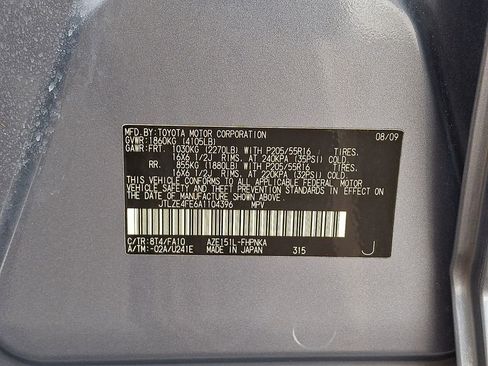 MFD.BY:TOYOTA MOTOR CORPORATION 08/09
GVWR:1860KG (4105LB)
GAWR:FRT. 1030KG (2270LB) WITH P205/55R16 TIRES.
16X6 1/2J RIMS. AT 240KPA (35PSI) COLD
RR. 855KG (1880LB) WITH P205/55R16 TIRES.
16X6 1/2J RIMS. AT 220KPA (32PSI) COLD
THIS VEHICLE CONFORMS TO ALL APPLICABLE FEDERAL MOTOR
VEHICLE SAFETY AND THEFT PREVENTION STANDARDS IN
EFFECT ON THE DATE OF MANUFACTURE SHOWN ABOVE.
JTLZE4FE6A1104396 MPV
C/TR:8T4/FA10 AZE151L-FHPNKA
A/TM:-02A/U241E MADE IN JAPAN 315 J